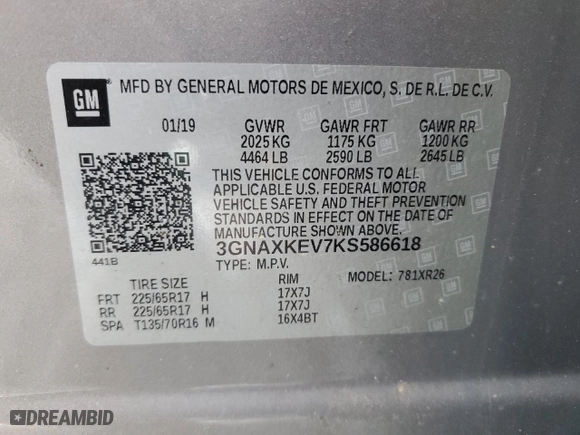 GM
MFD BY GENERAL MOTORS DE MEXICO, S. DE R.L. DE C.V.
01/19 GVWR GAWR FRT GAWR RR
2025 KG 1175 KG 1200 KG
4464 LB 2590 LB 2645 LB
THIS VEHICLE CONFORMS TO ALL
APPLICABLE U.S. FEDERAL MOTOR
VEHICLE SAFETY AND THEFT PREVENTION
STANDARDS IN EFFECT ON THE DATE OF
MANUFACTURE SHOWN ABOVE.
3GNAXKEV7KS586618
441B TYPE: M.P.V.
TIRE SIZE RIM MODEL: 781XR26
FRT 225/65R17 H 17X7J
RR 225/65R17 H 17X7J
SPA T135/70R16 M 16X4BT
DREAMBID